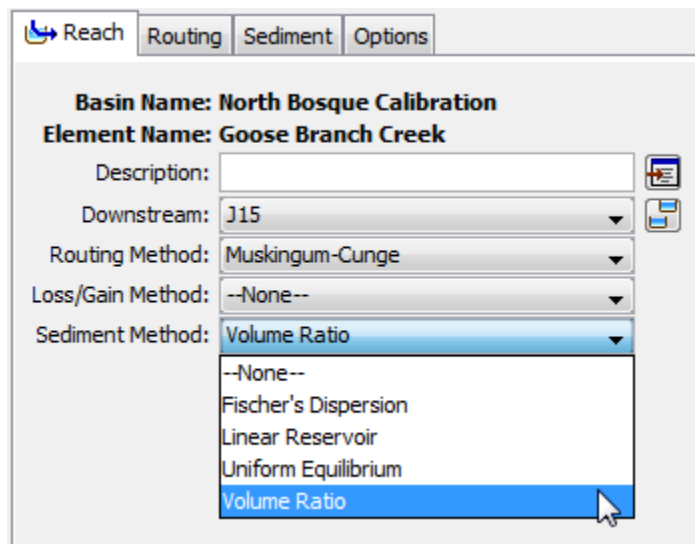 Reach Routing Sediment Options
Basin Name: North Bosque Calibration
Element Name: Goose Branch Creek
Description:
Downstream: J15
Routing Method: Muskingum-Cunge
Loss/Gain Method: --None--
Sediment Method: Volume Ratio
--None--
Fischer's Dispersion
Linear Reservoir
Uniform Equilibrium
Volume Ratio